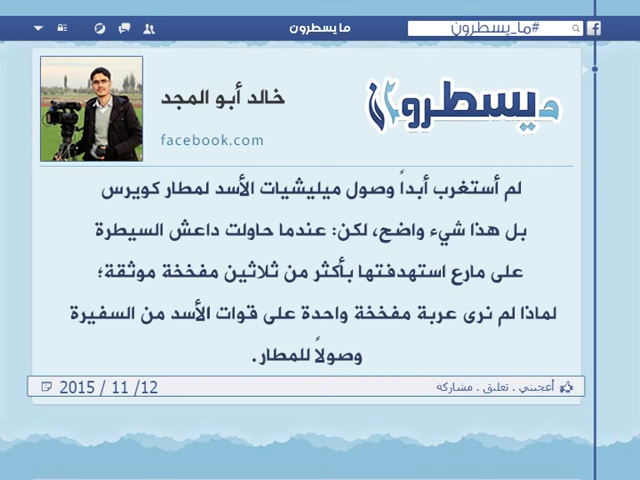 ما يسطرون
#ما_يسطرون
ما يسطرون
خالد أبو المجد
facebook.com
لم أستغرب أبداً وصول ميليشيات الأسد لمطار كويرس
بل هذا شيء واضح، لكن: عندما حاولت داعش السيطرة
على مارع استهدفتها بأكثر من ثلاثين مفخخة موثقة؛
لماذا لم نرى عربة مفخخة واحدة على قوات الأسد من السفيرة
وصولاً للمطار.
أعجبني . تعليق . مشاركة
2015 / 11 /12